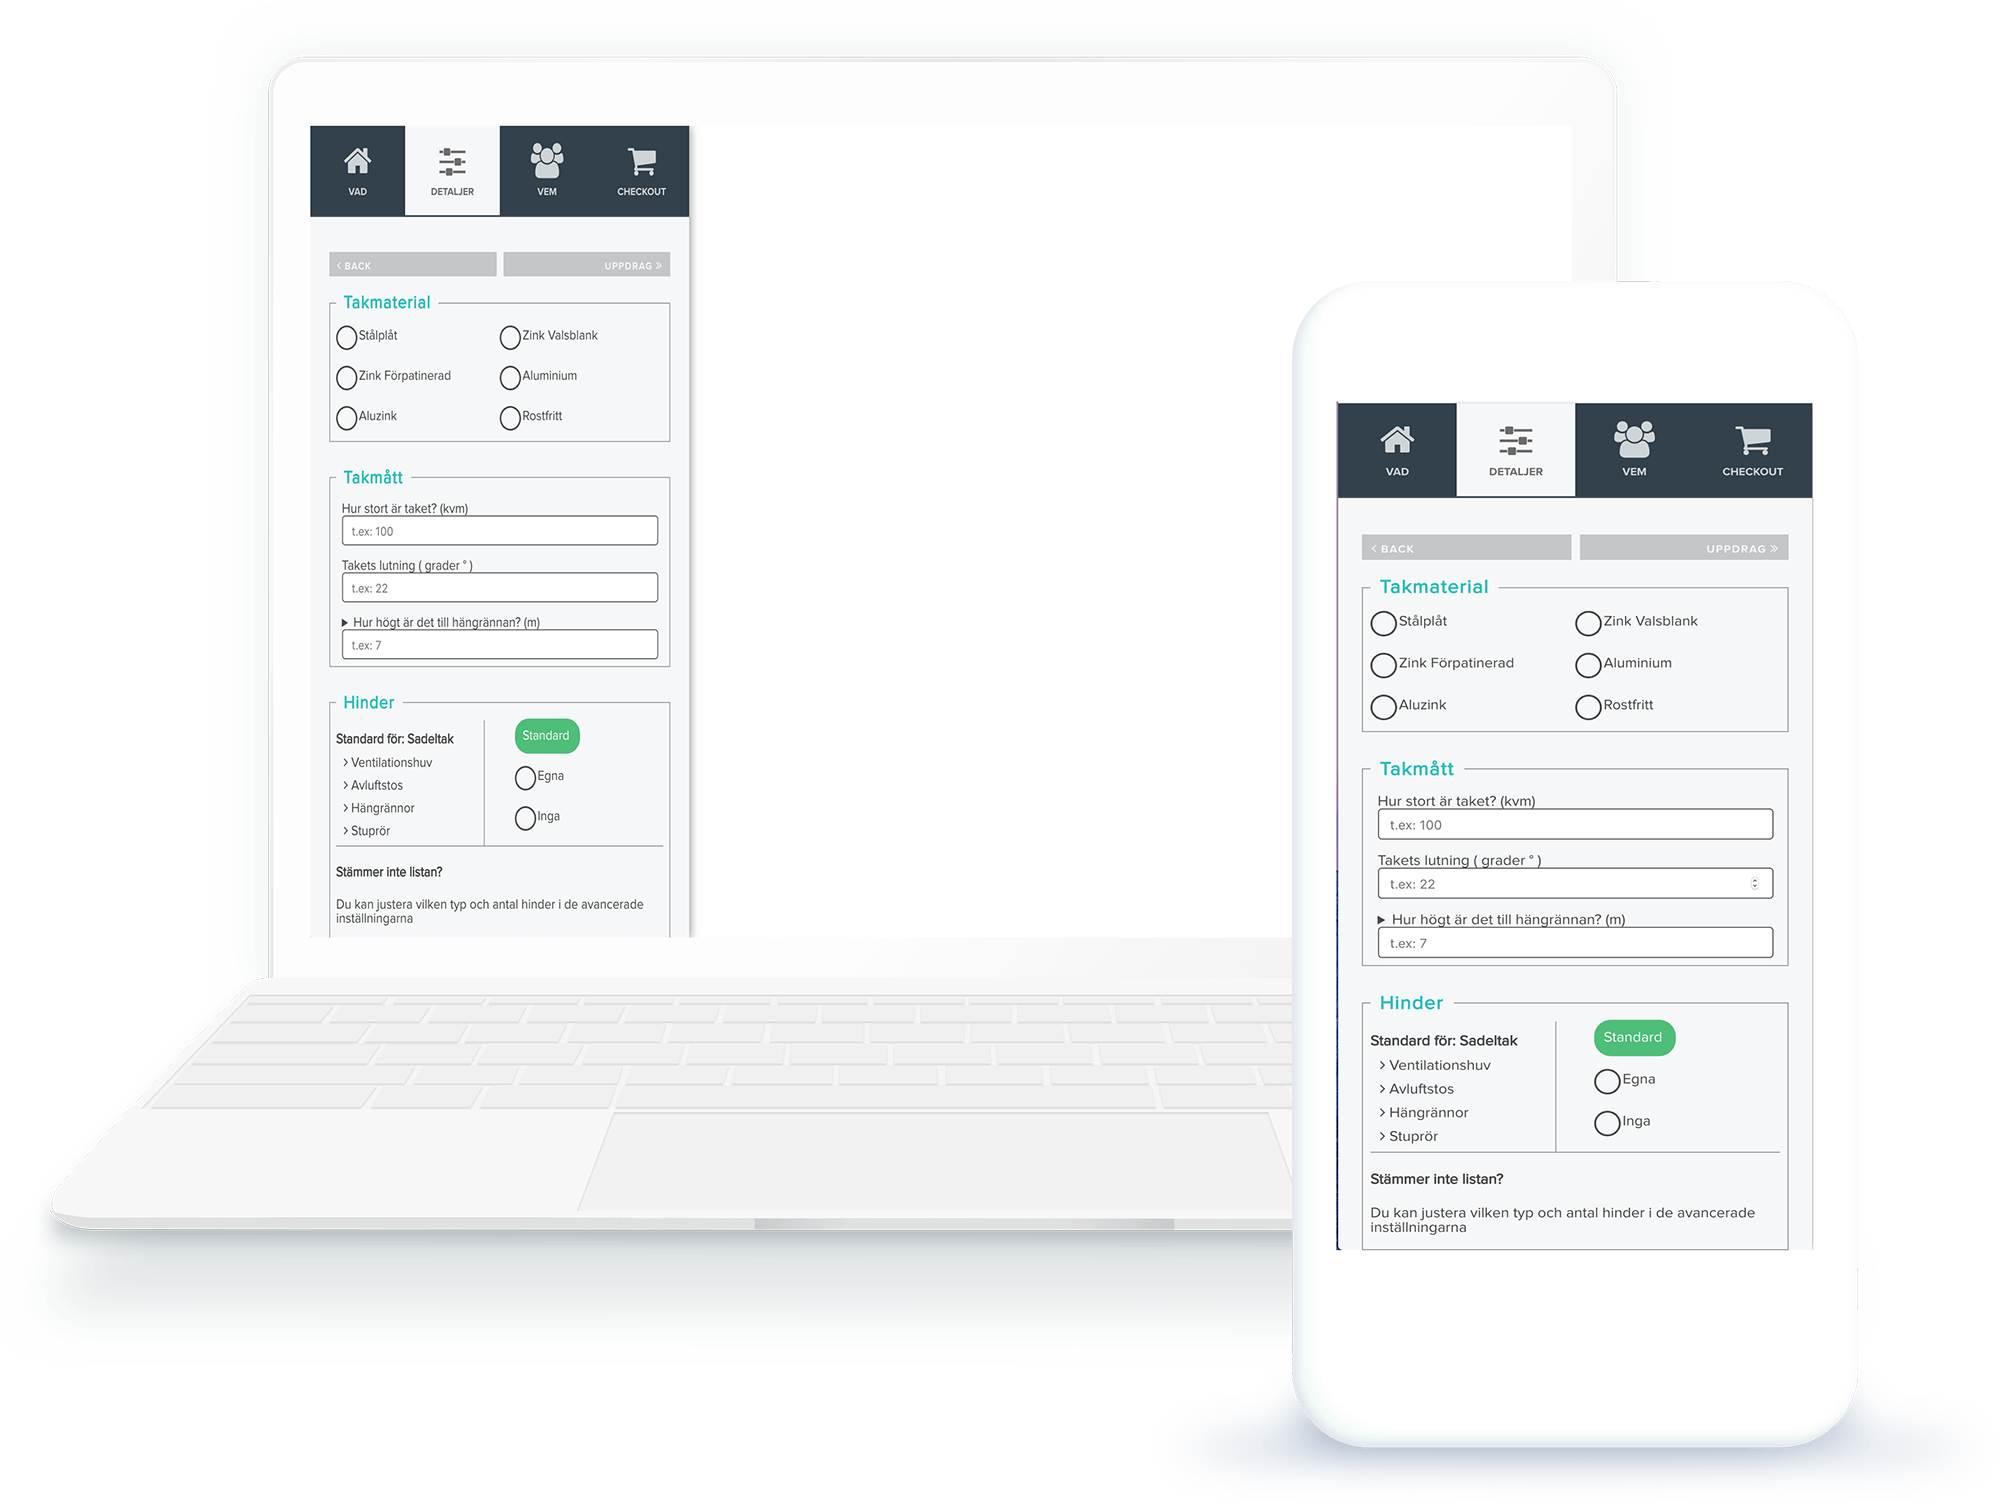 VAD DETALJER VEM CHECKOUT
‹ BACK UPPDRAG »
Takmaterial
Stålplåt Zink Valsblank
Zink Förpatinerad Aluminium
Aluzink Rostfritt
Takmått
Hur stort är taket? (kvm)
t.ex: 100
Takets lutning ( grader ° )
t.ex: 22
▶ Hur högt är det till hängrännan? (m)
t.ex: 7
Hinder
Standard för: Sadeltak Standard
> Ventilationshuv
> Avluftstos Egna
> Hängrännor
> Stuprör Inga
Stämmer inte listan?
Du kan justera vilken typ och antal hinder i de avancerade
inställningarna
VAD DETALJER VEM CHECKOUT
‹ BACK UPPDRAG »
Takmaterial
Stålplåt Zink Valsblank
Zink Förpatinerad Aluminium
Aluzink Rostfritt
Takmått
Hur stort är taket? (kvm)
t.ex: 100
Takets lutning ( grader ° )
t.ex: 22
▶ Hur högt är det till hängrännan? (m)
t.ex: 7
Hinder
Standard för: Sadeltak Standard
> Ventilationshuv
> Avluftstos Egna
> Hängrännor
> Stuprör Inga
Stämmer inte listan?
Du kan justera vilken typ och antal hinder i de avancerade
inställningarna